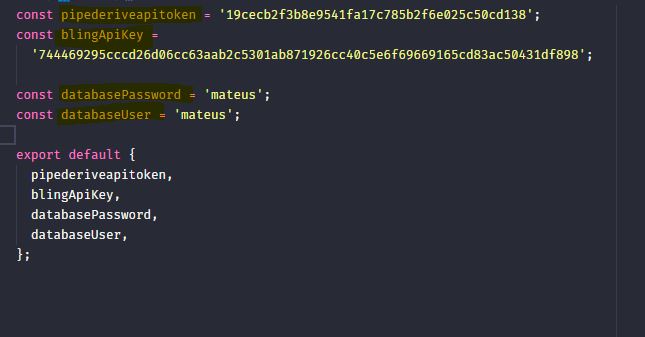 const pipederiveapitoken = '19cecb2f3b8e9541fa17c785b2f6e025c50cd138';
const blingApiKey =
'744469295cccd26d06cc63aab2c5301ab871926cc40c5e6f69669165cd83ac50431df898';
const databasePassword = 'mateus';
const databaseUser = 'mateus';
export default {
pipederiveapitoken,
blingApiKey,
databasePassword,
databaseUser,
};